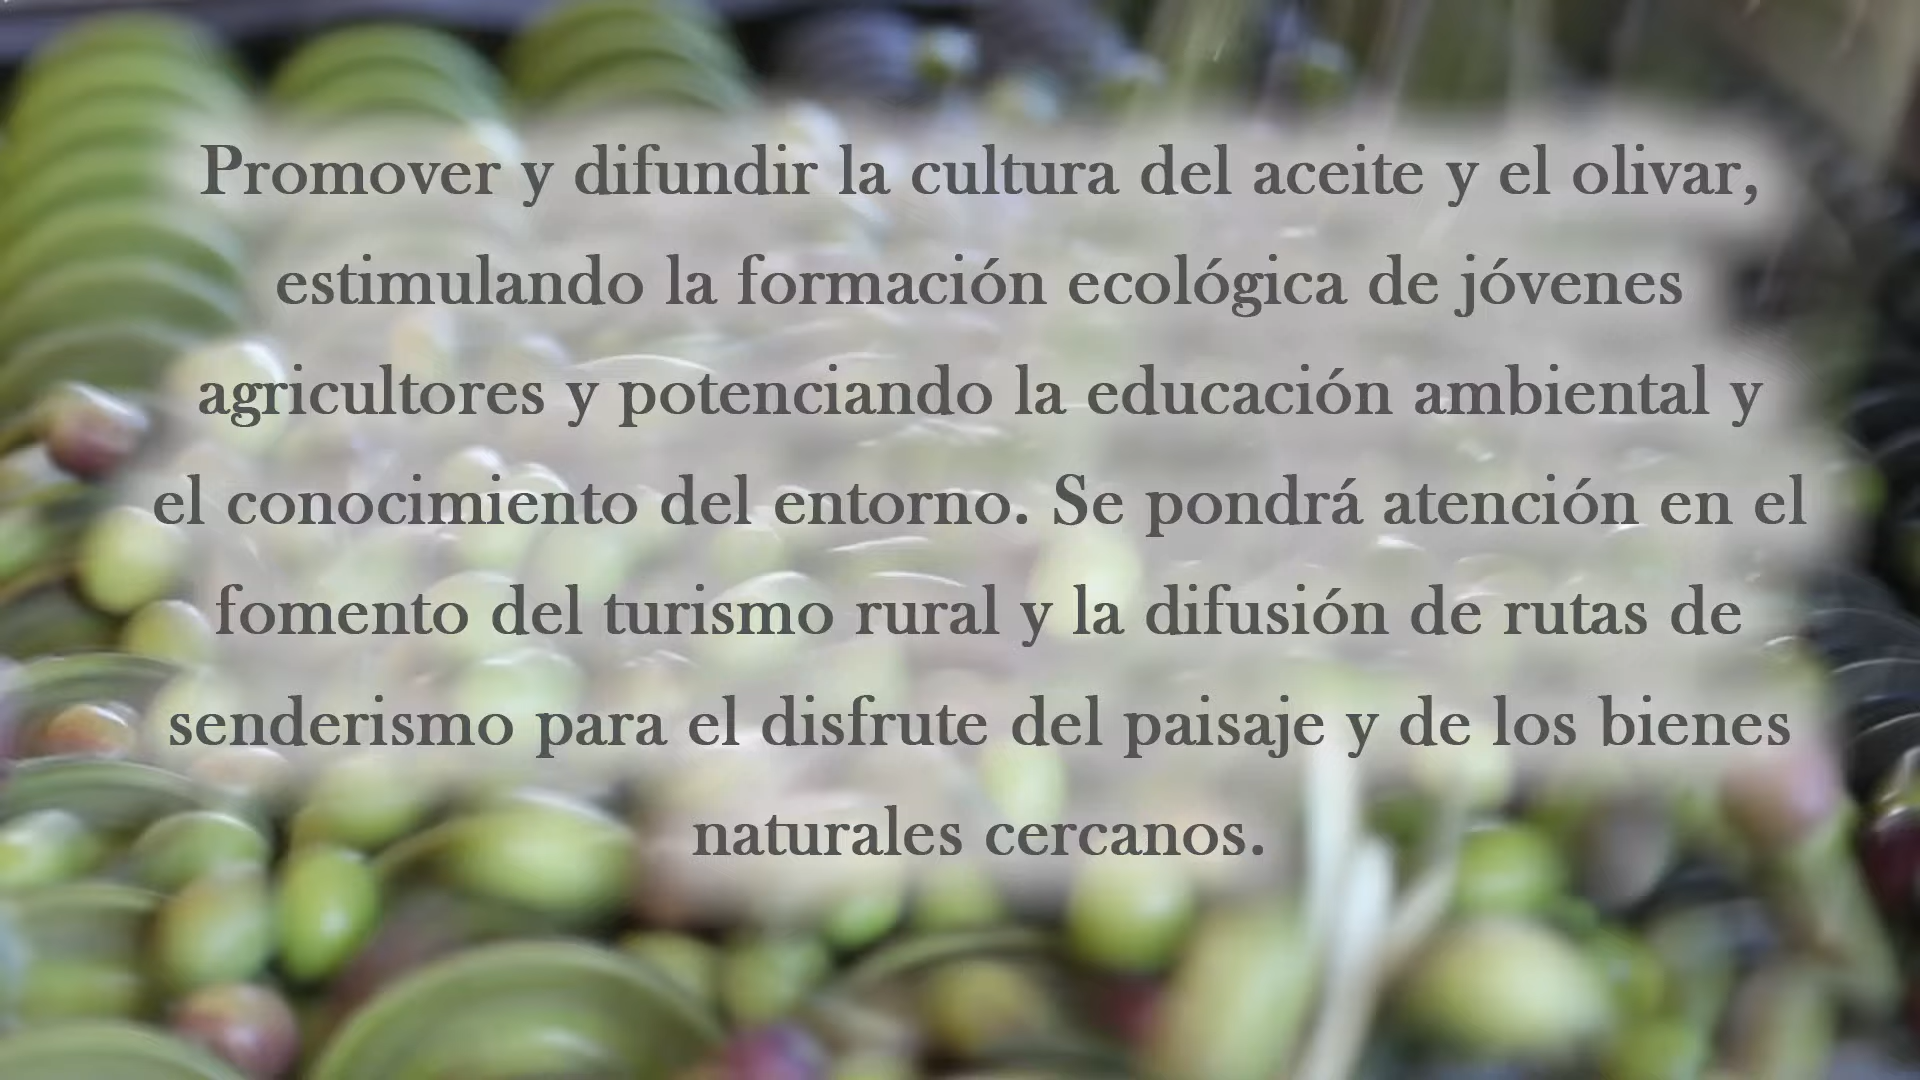 Promover y difundir la cultura del aceite y el olivar,
estimulando la formación ecológica de jóvenes
agricultores y potenciando la educación ambiental y
el conocimiento del entorno. Se pondrá atención en el
fomento del turismo rural y la difusión de rutas de
senderismo para el disfrute del paisaje y de los bienes
naturales cercanos.